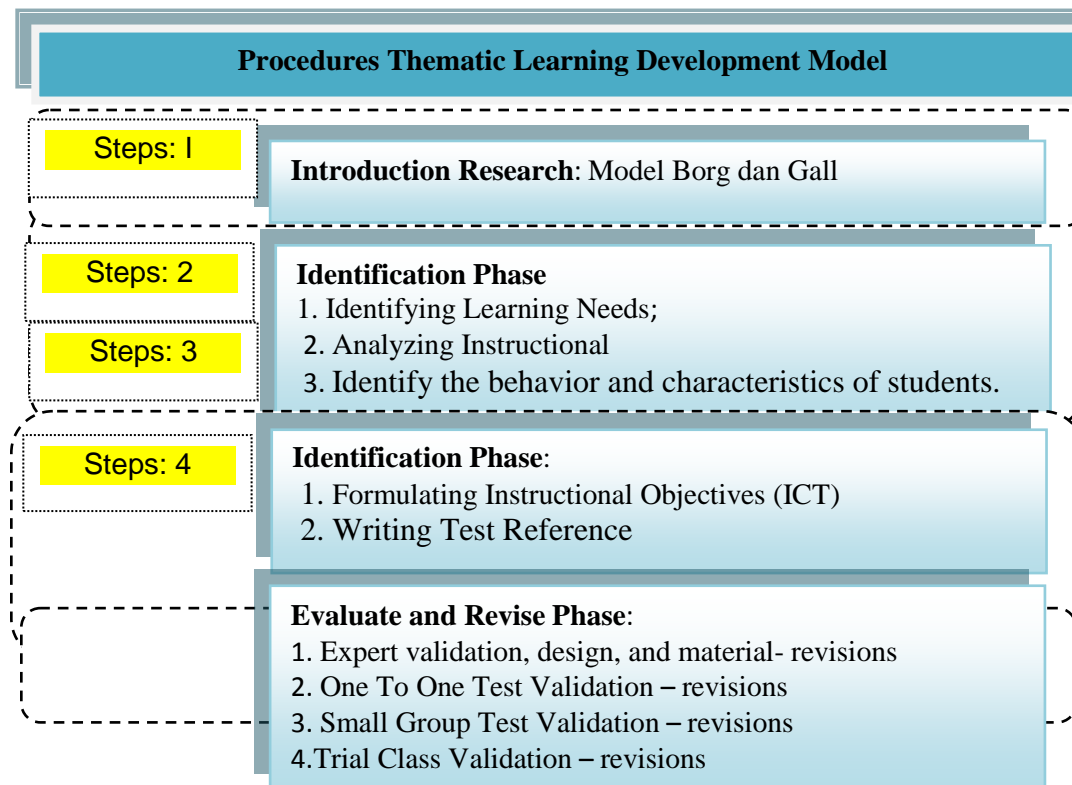 Procedures Thematic Learning Development Model
Steps: I
Introduction Research: Model Borg dan Gall
Steps: 2
Steps: 3
Identification Phase
1. Identifying Learning Needs;
2. Analyzing Instructional
3. Identify the behavior and characteristics of students.
Steps: 4
Identification Phase:
1. Formulating Instructional Objectives (ICT)
2. Writing Test Reference
Evaluate and Revise Phase:
1. Expert validation, design, and material- revisions
2. One To One Test Validation – revisions
3. Small Group Test Validation – revisions
4.Trial Class Validation – revisions